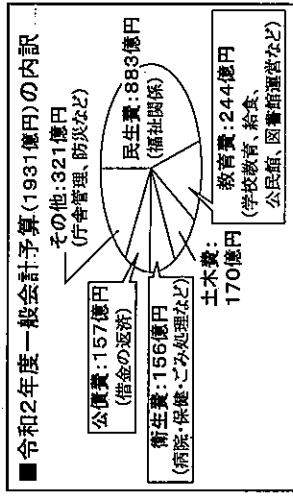 ■令和2年度一般会計予算(1931億円)の内訳
その他:321億円
(庁舎管理、防災など)
民生費:883億円
(福祉関係)
公債費:157億円
(借金の返済)
衛生費:156億円
(病院・保健・ごみ処理など)
土木費:
170億円
教育費:244億円
(学校教育、給食、
公民館、図書館運営など)